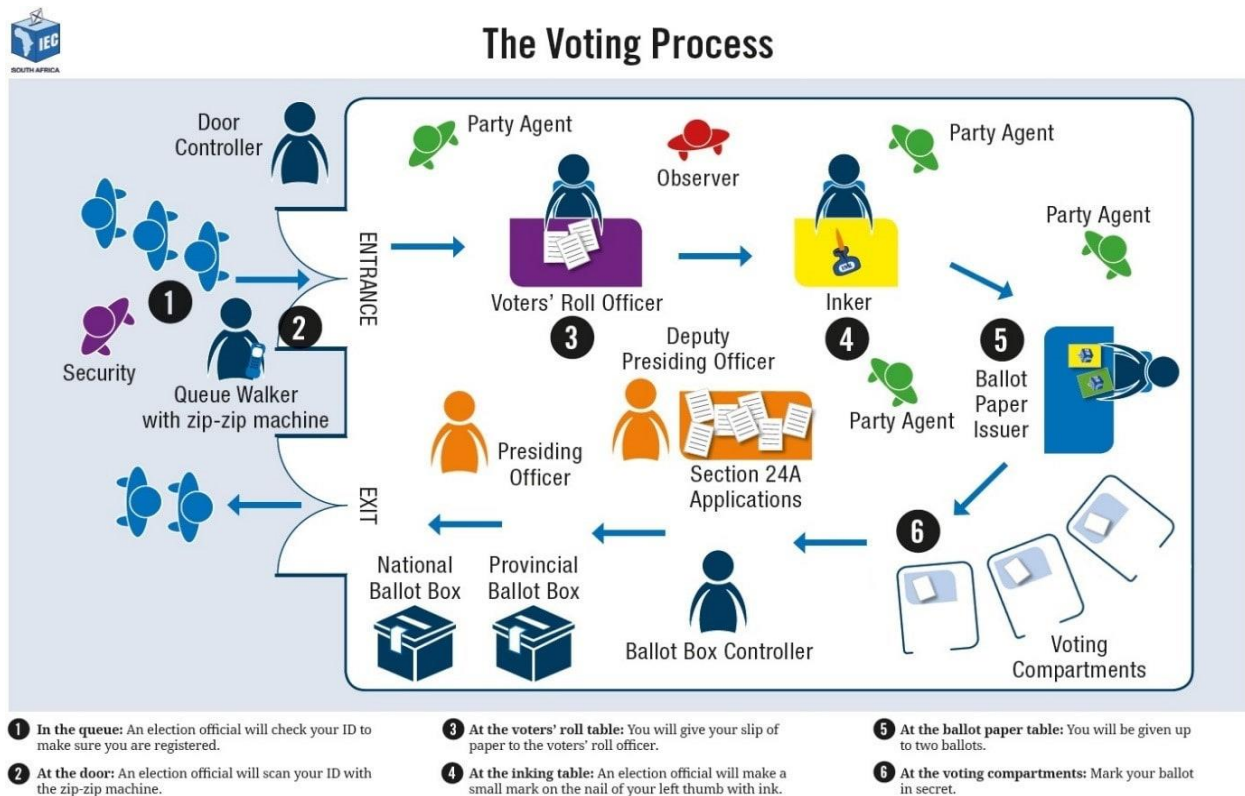 IEC
SOUTH AFRICA
The Voting Process
Door
Controller
Party Agent
Observer
Party Agent
Party Agent
ENTRANCE
1
Security
2
Queue Walker
with zip-zip machine
Voters' Roll Officer
3
Inker
ink
4
5
Ballot
Paper
Issuer
Deputy
Presiding Officer
Party Agent
Presiding
Officer
Section 24A
Applications
EXIT
6
National
Ballot Box
Provincial
Ballot Box
Ballot Box Controller
Voting
Compartments
1 In the queue: An election official will check your ID to
make sure you are registered.
2 At the door: An election official will scan your ID with
the zip-zip machine.
3 At the voters' roll table: You will give your slip of
paper to the voters' roll officer.
4 At the inking table: An election official will make a
small mark on the nail of your left thumb with ink.
5 At the ballot paper table: You will be given up
to two ballots.
6 At the voting compartments: Mark your ballot
in secret.